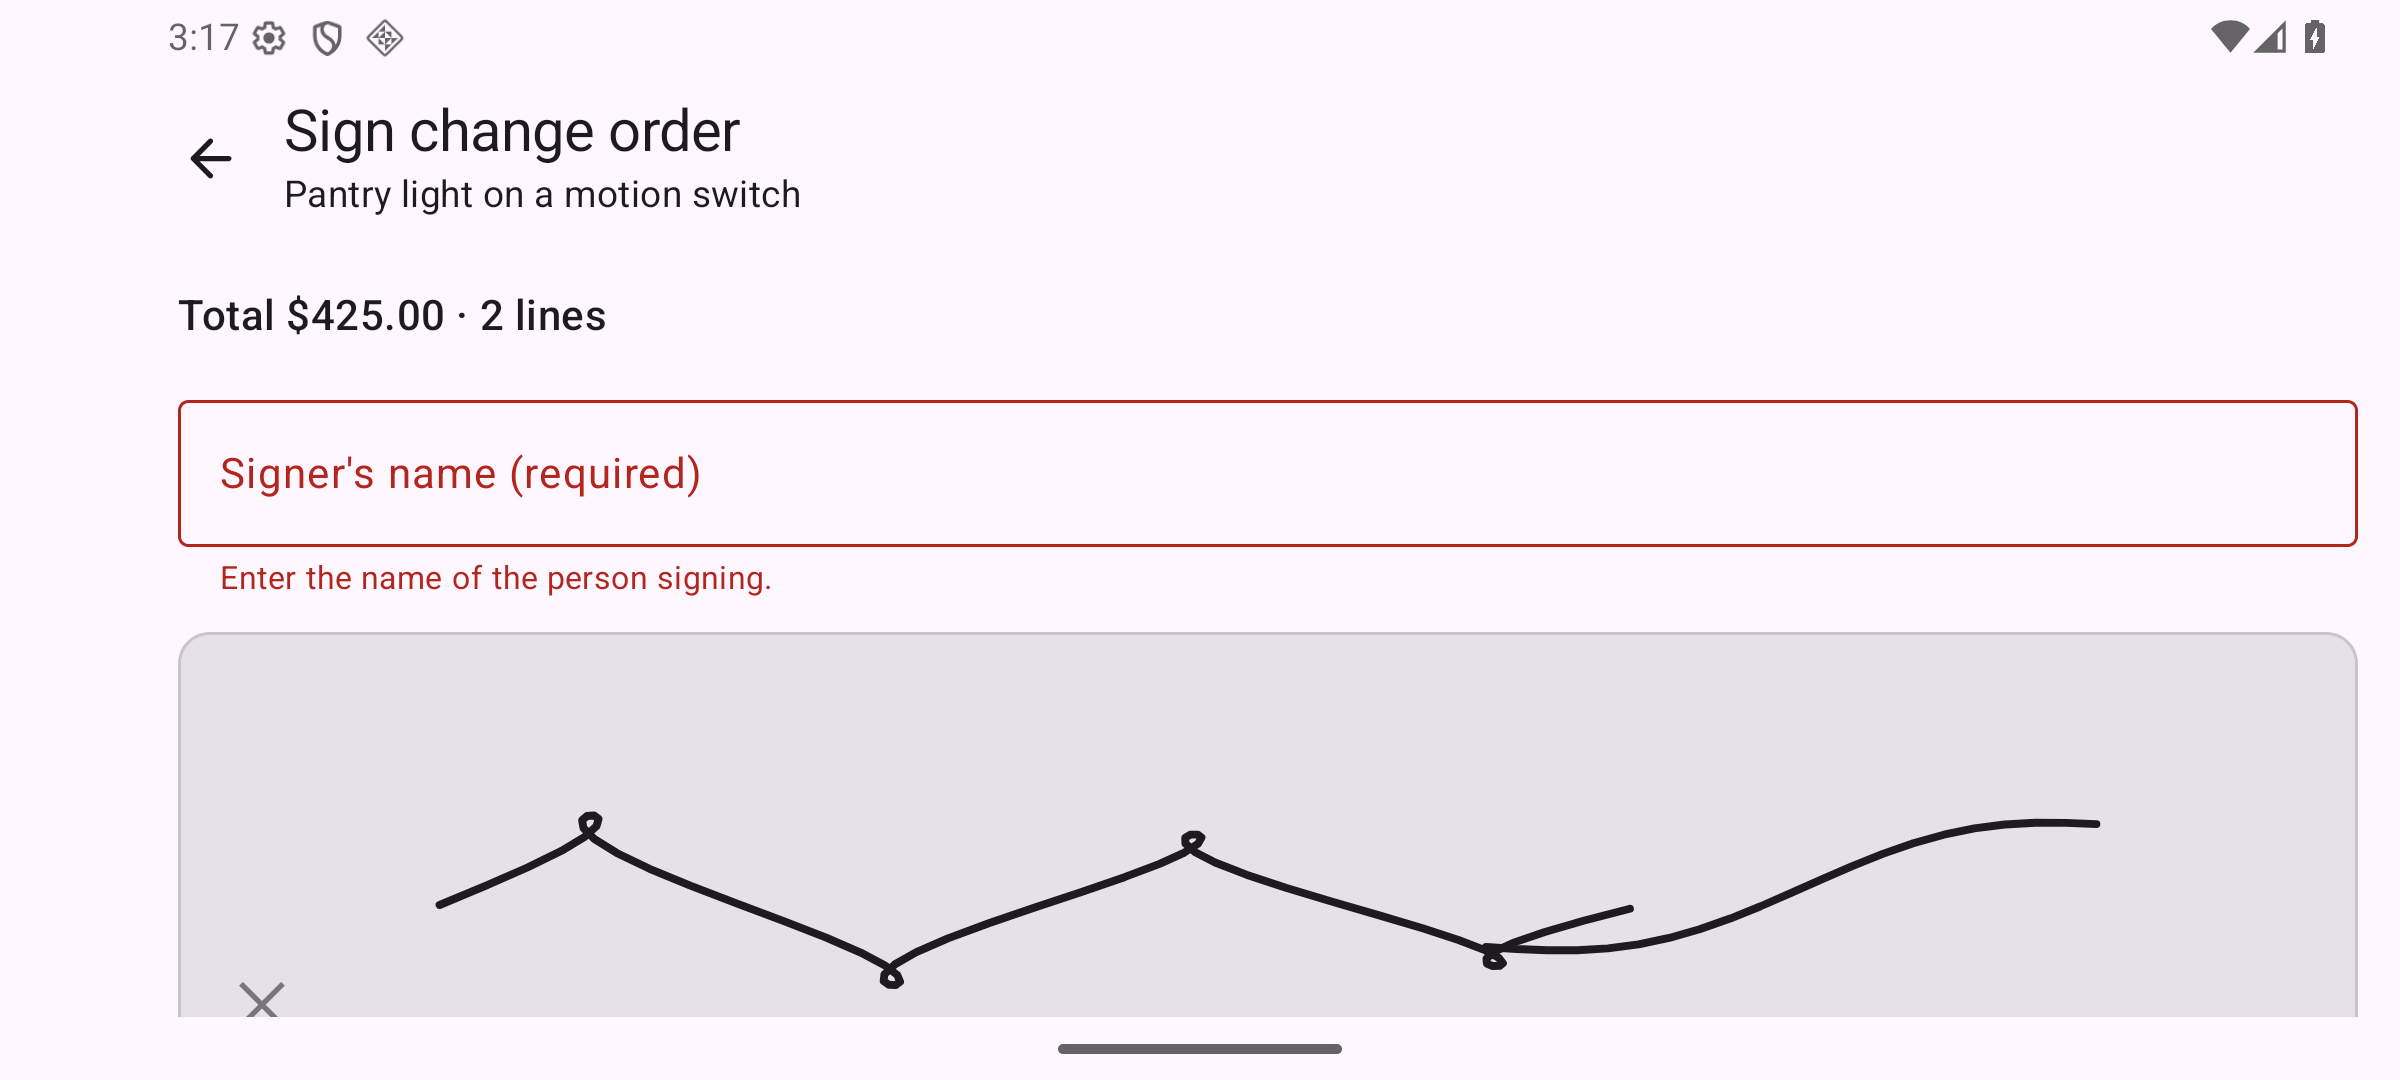 3:17
Sign change order
Pantry light on a motion switch
Total $425.00 · 2 lines
Signer's name (required)
Enter the name of the person signing.